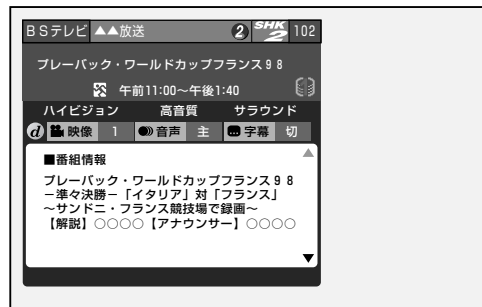 BSテレビ ▲▲放送 2 SHK 2 102
プレーバック・ワールドカップフランス98
午前11:00~午後1:40
ハイビジョン 高音質 サラウンド
d 映像 1 音声 主 字幕 切
■番組情報
プレーバック・ワールドカップフランス98
-準々決勝-「イタリア」対「フランス」
~サンドニ・フランス競技場で録画~
【解説】○○○○【アナウンサー】○○○○